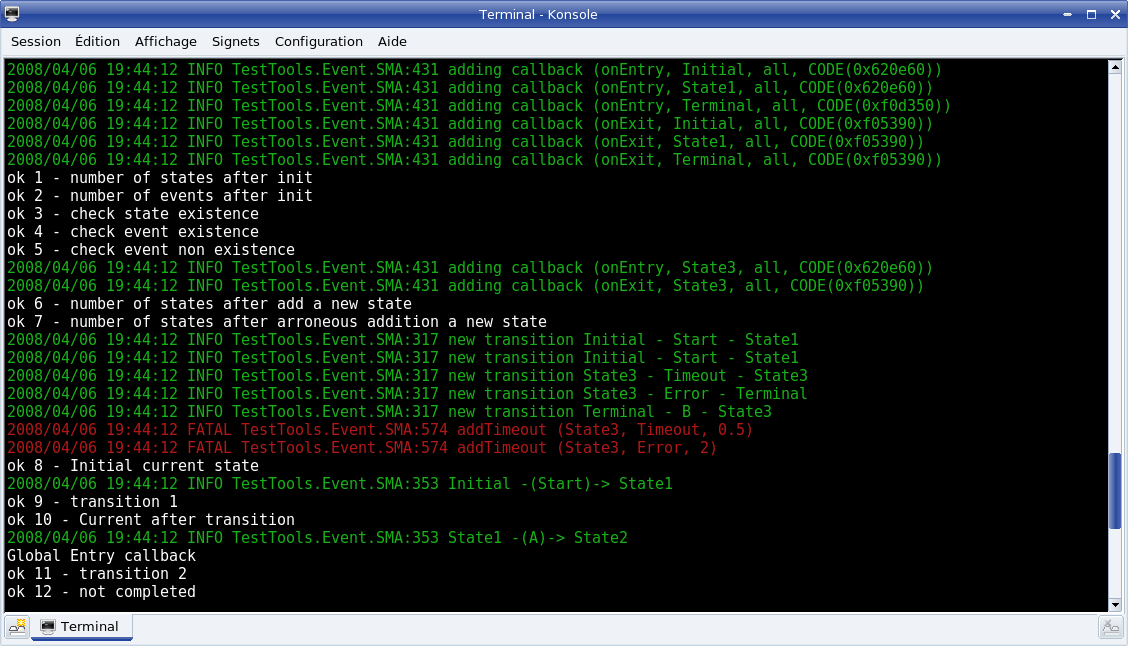 Terminal - Konsole
Session Édition Affichage Signets Configuration Aide
2008/04/06 19:44:12 INFO TestTools.Event.SMA:431 adding callback (onEntry, Initial, all, CODE(0x620e60))
2008/04/06 19:44:12 INFO TestTools.Event.SMA:431 adding callback (onEntry, State1, all, CODE(0x620e60))
2008/04/06 19:44:12 INFO TestTools.Event.SMA:431 adding callback (onEntry, Terminal, all, CODE(0xf0d350))
2008/04/06 19:44:12 INFO TestTools.Event.SMA:431 adding callback (onExit, Initial, all, CODE(0xf05390))
2008/04/06 19:44:12 INFO TestTools.Event.SMA:431 adding callback (onExit, State1, all, CODE(0xf05390))
2008/04/06 19:44:12 INFO TestTools.Event.SMA:431 adding callback (onExit, Terminal, all, CODE(0xf05390))
ok 1 - number of states after init
ok 2 - number of events after init
ok 3 - check state existence
ok 4 - check event existence
ok 5 - check event non existence
2008/04/06 19:44:12 INFO TestTools.Event.SMA:431 adding callback (onEntry, State3, all, CODE(0x620e60))
2008/04/06 19:44:12 INFO TestTools.Event.SMA:431 adding callback (onExit, State3, all, CODE(0xf05390))
ok 6 - number of states after add a new state
ok 7 - number of states after arroneous addition a new state
2008/04/06 19:44:12 INFO TestTools.Event.SMA:317 new transition Initial - Start - State1
2008/04/06 19:44:12 INFO TestTools.Event.SMA:317 new transition Initial - Start - State1
2008/04/06 19:44:12 INFO TestTools.Event.SMA:317 new transition State3 - Timeout - State3
2008/04/06 19:44:12 INFO TestTools.Event.SMA:317 new transition State3 - Error - Terminal
2008/04/06 19:44:12 INFO TestTools.Event.SMA:317 new transition Terminal - B - State3
2008/04/06 19:44:12 FATAL TestTools.Event.SMA:574 addTimeout (State3, Timeout, 0.5)
2008/04/06 19:44:12 FATAL TestTools.Event.SMA:574 addTimeout (State3, Error, 2)
ok 8 - Initial current state
2008/04/06 19:44:12 INFO TestTools.Event.SMA:353 Initial -(Start)-> State1
ok 9 - transition 1
ok 10 - Current after transition
2008/04/06 19:44:12 INFO TestTools.Event.SMA:353 State1 -(A)-> State2
Global Entry callback
ok 11 - transition 2
ok 12 - not completed
Terminal